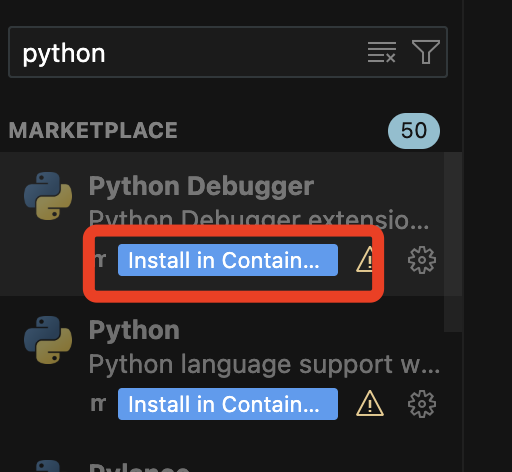 python
MARKETPLACE
50
Python Debugger
Python Debugger extensio...
m
Install in Contain...
Python
Python language support w...
m
Install in Contain...
Pylance